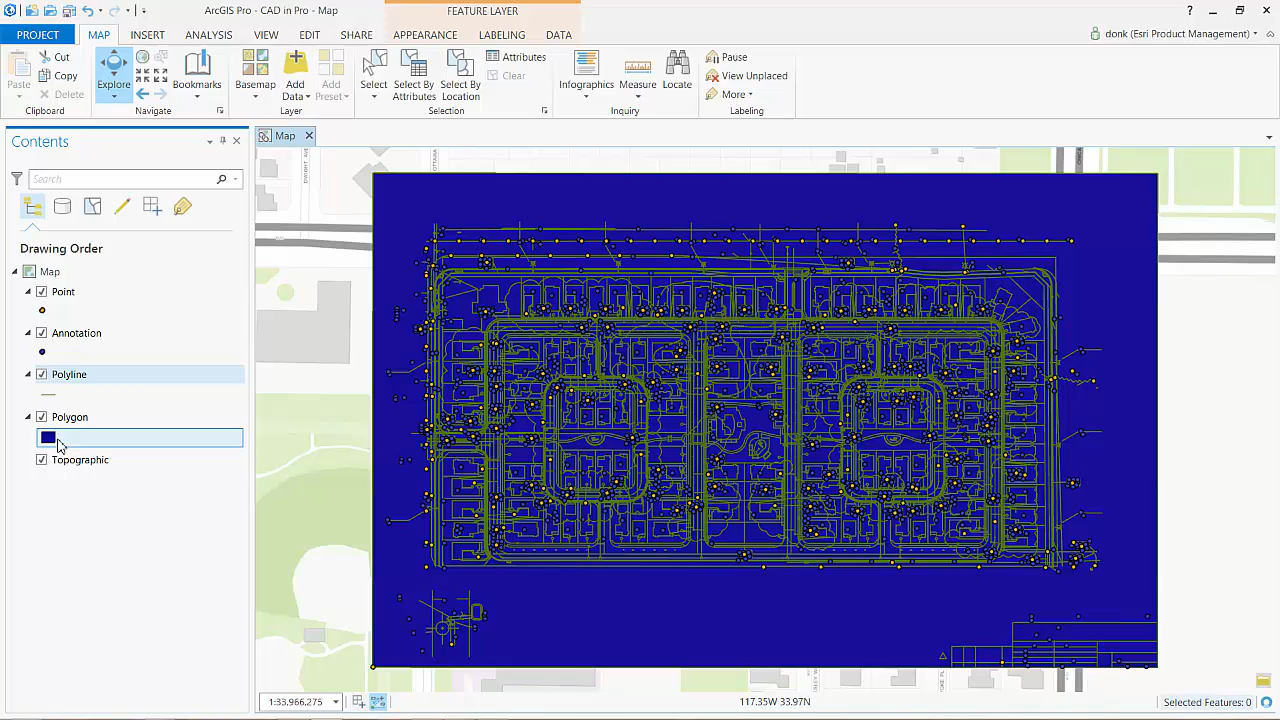 ArcGIS Pro - CAD in Pro - Map
FEATURE LAYER
?
PROJECT MAP INSERT ANALYSIS VIEW EDIT SHARE APPEARANCE LABELING DATA
donk (Esri Product Management)
Paste
Cut
Copy
Delete
Clipboard
Explore
Bookmarks
Navigate
Basemap
Add Data
Add Preset
Layer
Select
Select By Attributes
Select By Location
Attributes
Clear
Selection
Infographics
Measure
Locate
Inquiry
Pause
View Unplaced
More
Labeling
Contents
Search
Drawing Order
Map
Point
Annotation
Polyline
Polygon
Topographic
Map
DWIGHT AVE
1:33.966,275
117.35W 33.97N
Selected Features: 0